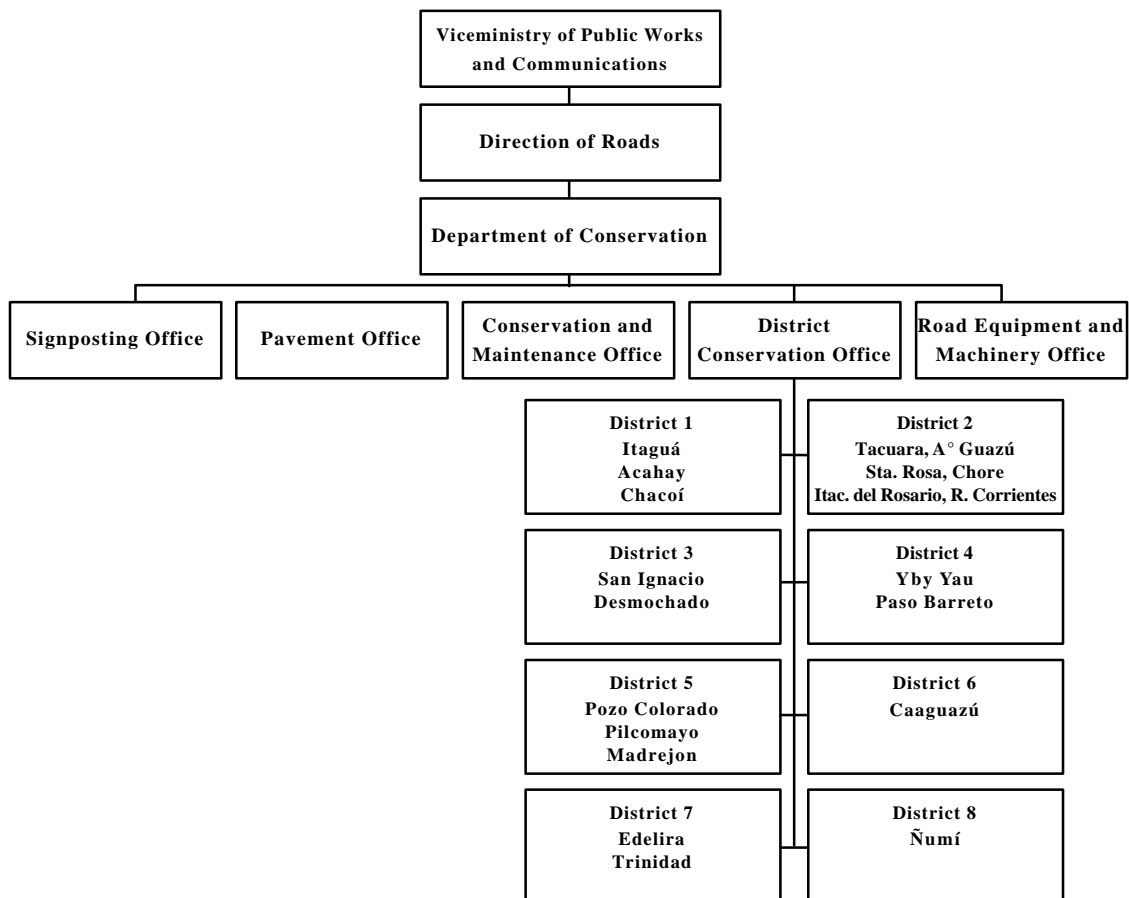 Viceministry of Public Works
and Communications
Direction of Roads
Department of Conservation
Signposting Office
Pavement Office
Conservation and
Maintenance Office
District
Conservation Office
Road Equipment and
Machinery Office
District 1
Itaguá
Acahay
Chacoí
District 2
Tacuara, A° Guazú
Sta. Rosa, Chore
Itac. del Rosario, R. Corrientes
District 3
San Ignacio
Desmochado
District 4
Yby Yau
Paso Barreto
District 5
Pozo Colorado
Pilcomayo
Madrejon
District 6
Caaguazú
District 7
Edelira
Trinidad
District 8
Ñumí